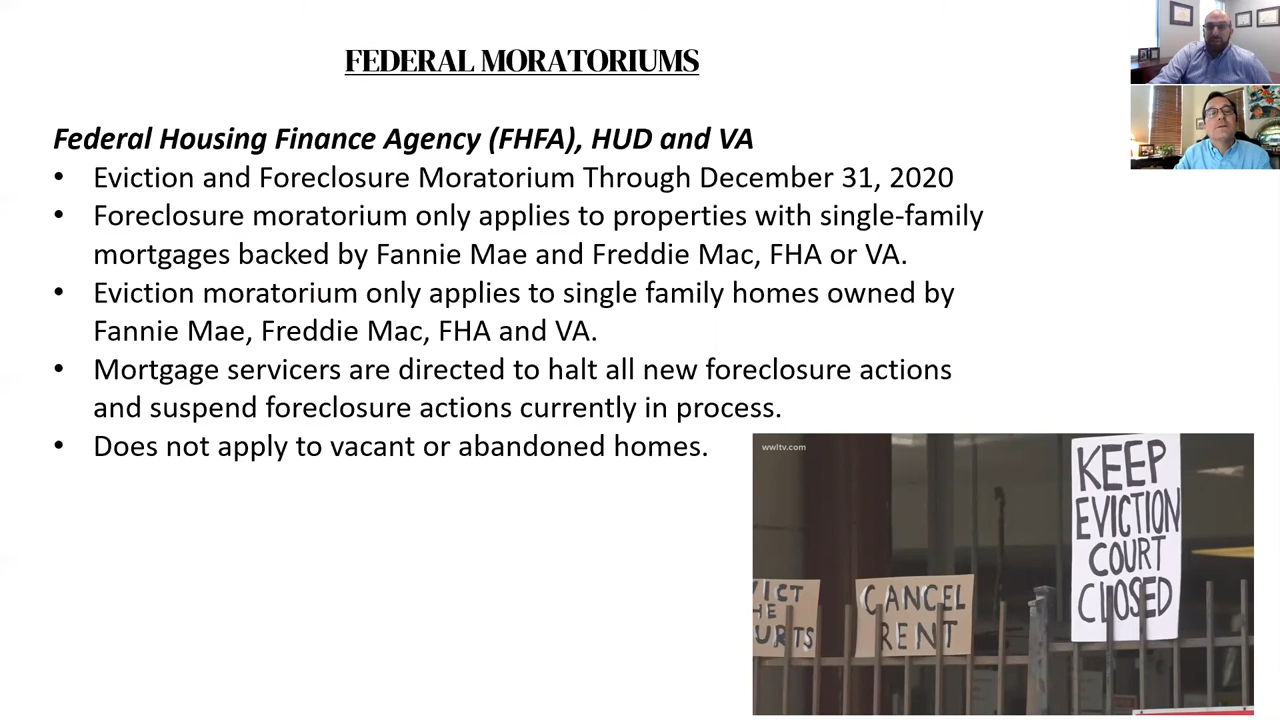 FEDERAL MORATORIUMS
Federal Housing Finance Agency (FHFA), HUD and VA
• Eviction and Foreclosure Moratorium Through December 31, 2020
• Foreclosure moratorium only applies to properties with single-family
mortgages backed by Fannie Mae and Freddie Mac, FHA or VA.
• Eviction moratorium only applies to single family homes owned by
Fannie Mae, Freddie Mac, FHA and VA.
• Mortgage servicers are directed to halt all new foreclosure actions
and suspend foreclosure actions currently in process.
• Does not apply to vacant or abandoned homes.
wwltv.com
VICT
HE
URTS
CANCEL
RENT
KEEP
EVICTION
COURT
CLOSED